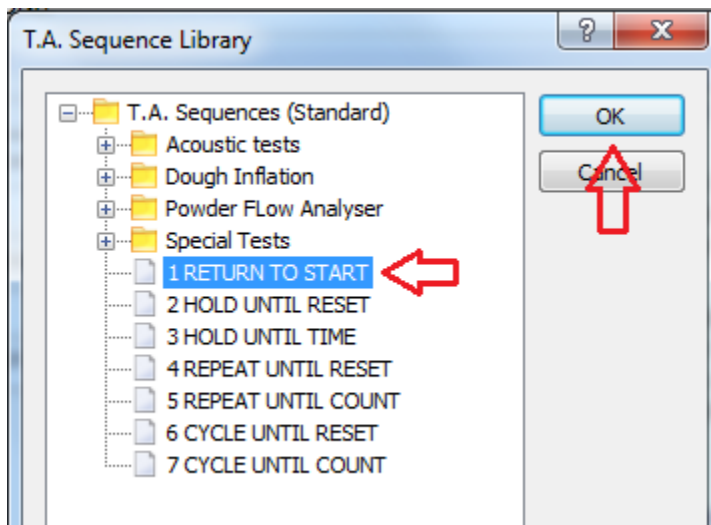 T.A. Sequence Library
T.A. Sequences (Standard)
Acoustic tests
Dough Inflation
Powder FLow Analyser
Special Tests
1 RETURN TO START
2 HOLD UNTIL RESET
3 HOLD UNTIL TIME
4 REPEAT UNTIL RESET
5 REPEAT UNTIL COUNT
6 CYCLE UNTIL RESET
7 CYCLE UNTIL COUNT
OK
Cancel